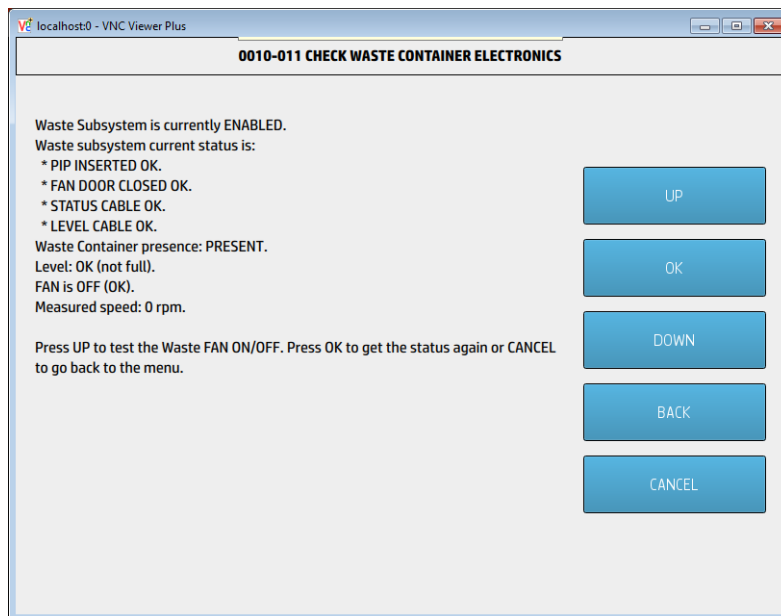 localhost:0 - VNC Viewer Plus
0010-011 CHECK WASTE CONTAINER ELECTRONICS
Waste Subsystem is currently ENABLED.
Waste subsystem current status is:
* PIP INSERTED OK.
* FAN DOOR CLOSED OK.
* STATUS CABLE OK.
* LEVEL CABLE OK.
Waste Container presence: PRESENT.
Level: OK (not full).
FAN is OFF (OK).
Measured speed: 0 rpm.
Press UP to test the Waste FAN ON/OFF. Press OK to get the status again or CANCEL
to go back to the menu.
UP
OK
DOWN
BACK
CANCEL